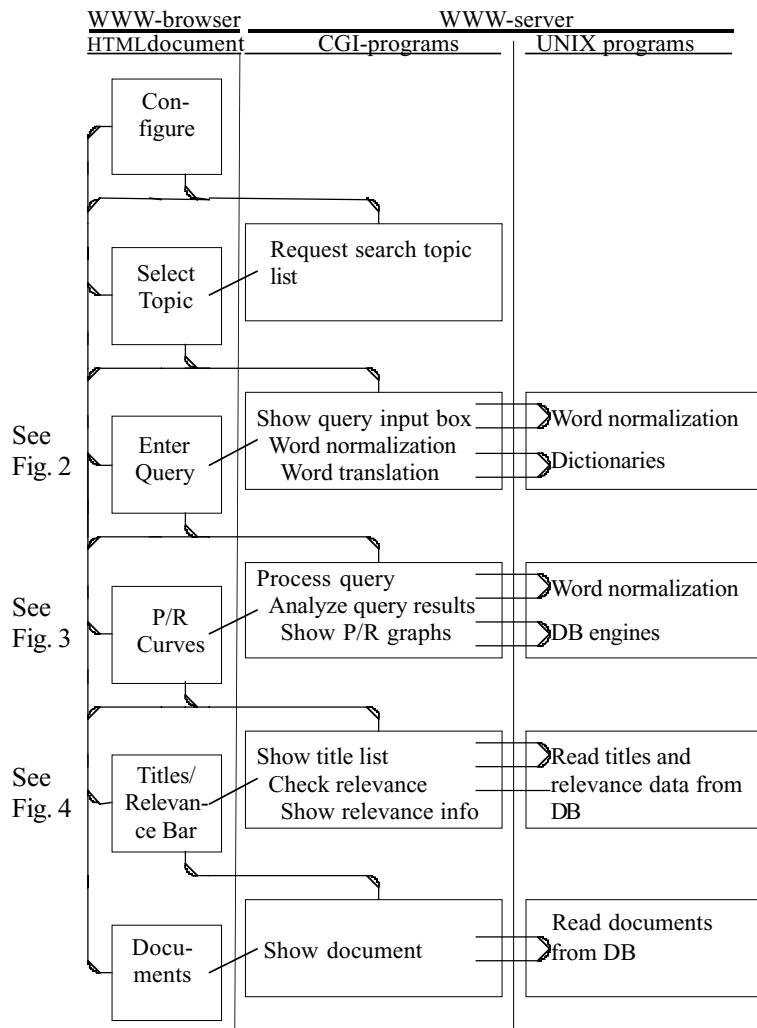 WWW-browser WWW-server
HTMLdocument CGI-programs UNIX programs
Con-
figure
Select
Topic
Request search topic
list
See
Fig. 2
Enter
Query
Show query input box
Word normalization
Word translation
Word normalization
Dictionaries
See
Fig. 3
P/R
Curves
Process query
Analyze query results
Show P/R graphs
Word normalization
DB engines
See
Fig. 4
Titles/
Relevan-
ce Bar
Show title list
Check relevance
Show relevance info
Read titles and
relevance data from
DB
Docu-
ments
Show document
Read documents
from DB